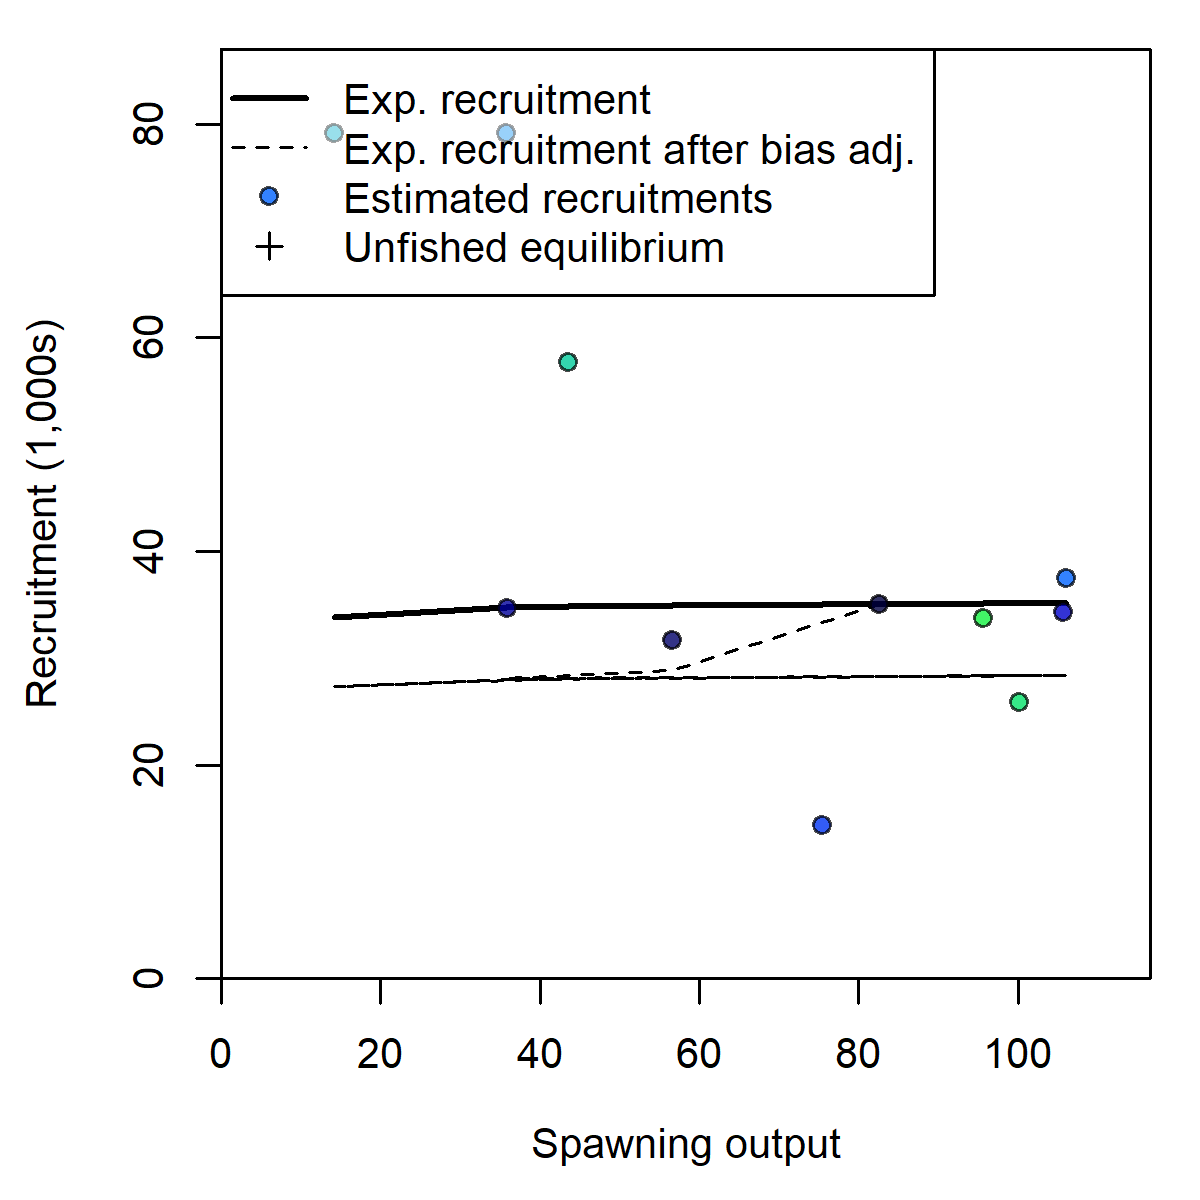 Exp. recruitment
Exp. recruitment after bias adj.
Estimated recruitments
Unfished equilibrium
80
60
40
20
0
Recruitment (1,000s)
0 20 40 60 80 100
Spawning output